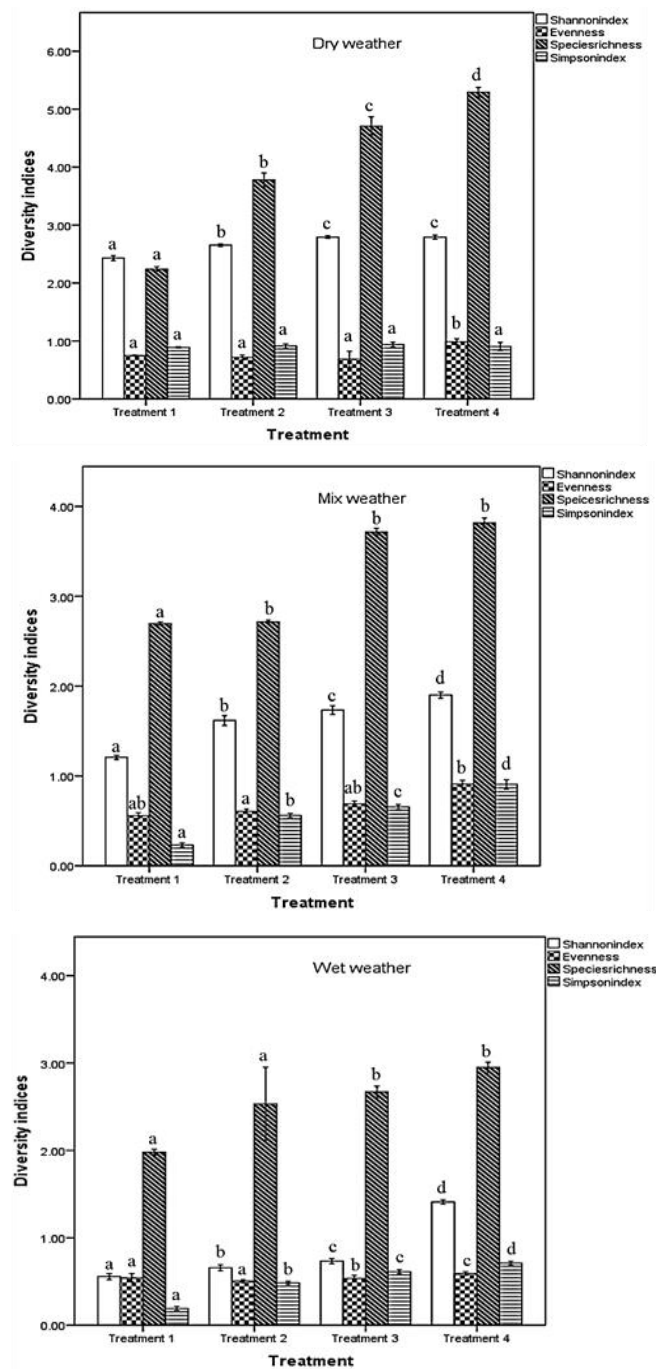 Dry weather
Shannonindex
Evenness
Speciesrichness
Simpsonindex
6.00
5.00
4.00
3.00
2.00
1.00
0.00
Diversity indices
a a a a
b b a a
c c a a
c d b a
Treatment 1 Treatment 2 Treatment 3 Treatment 4
Treatment
Mix weather
Shannonindex
Evenness
Speicesrichness
Simpsonindex
4.00
3.00
2.00
1.00
0.00
Diversity indices
a ab a a
b a b b
c ab b c
d b b d
Treatment 1 Treatment 2 Treatment 3 Treatment 4
Treatment
Wet weather
Shannonindex
Evenness
Speciesrichness
Simpsonindex
4.00
3.00
2.00
1.00
0.00
Diversity indices
a a a a
b a a b
c b b c
d c b d
Treatment 1 Treatment 2 Treatment 3 Treatment 4
Treatment